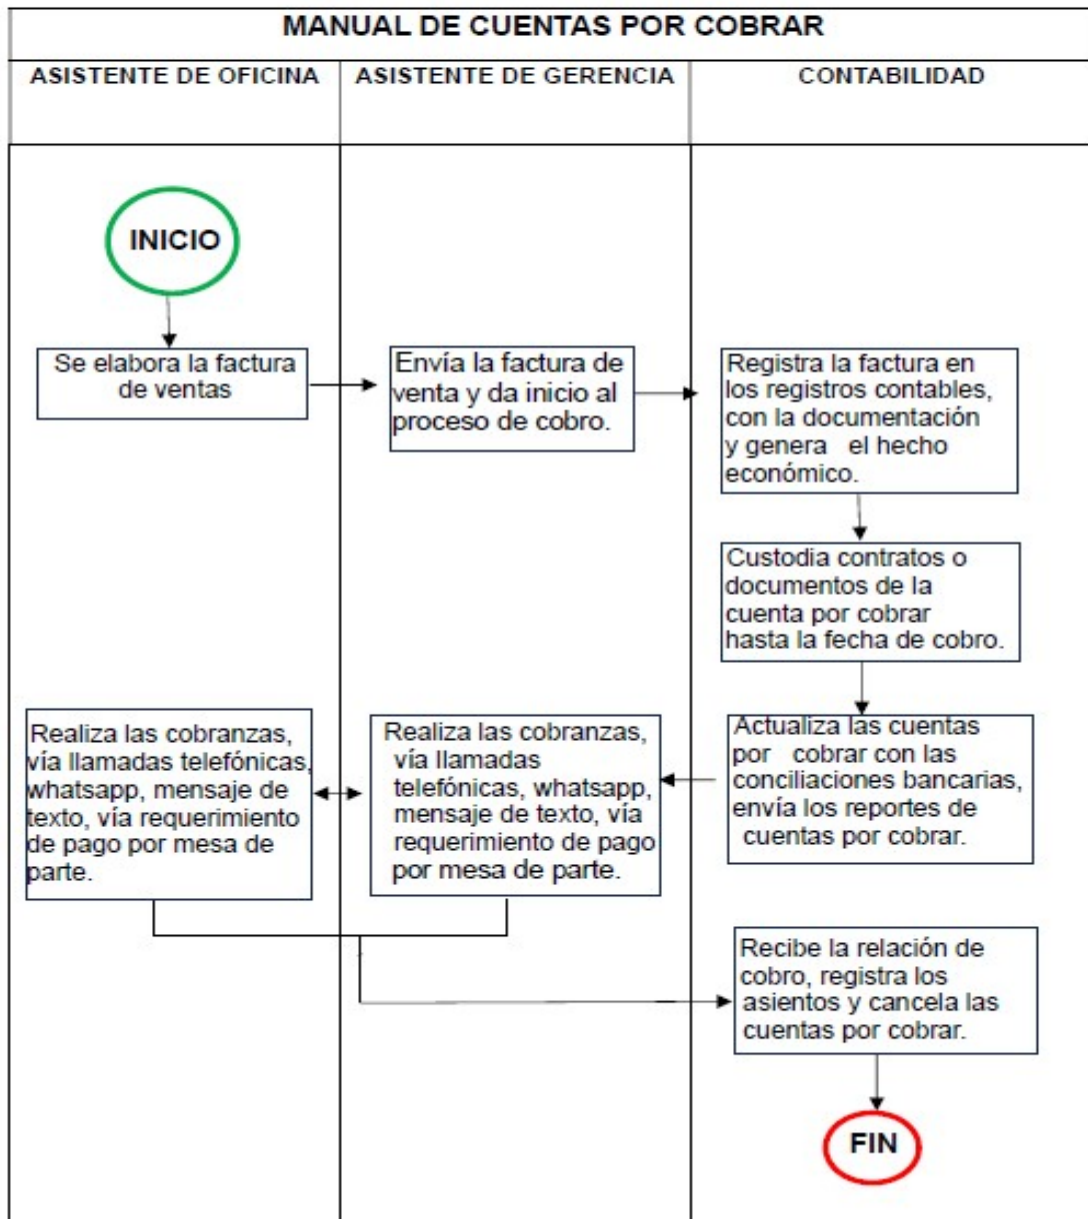 MANUAL DE CUENTAS POR COBRAR
ASISTENTE DE OFICINA
ASISTENTE DE GERENCIA
CONTABILIDAD
INICIO
Se elabora la factura
de ventas
Envía la factura de
venta y da inicio al
proceso de cobro.
Registra la factura en
los registros contables,
con la documentación
y genera el hecho
económico.
Custodia contratos o
documentos de la
cuenta por cobrar
hasta la fecha de cobro.
Actualiza las cuentas
por cobrar con las
conciliaciones bancarias,
envía los reportes de
cuentas por cobrar.
Realiza las cobranzas,
vía llamadas
telefónicas, whatsapp,
mensaje de texto, vía
requerimiento de pago
por mesa de parte.
Realiza las cobranzas,
vía llamadas telefónicas,
whatsapp, mensaje de
texto, vía requerimiento
de pago por mesa de
parte.
Recibe la relación de
cobro, registra los
asientos y cancela las
cuentas por cobrar.
FIN